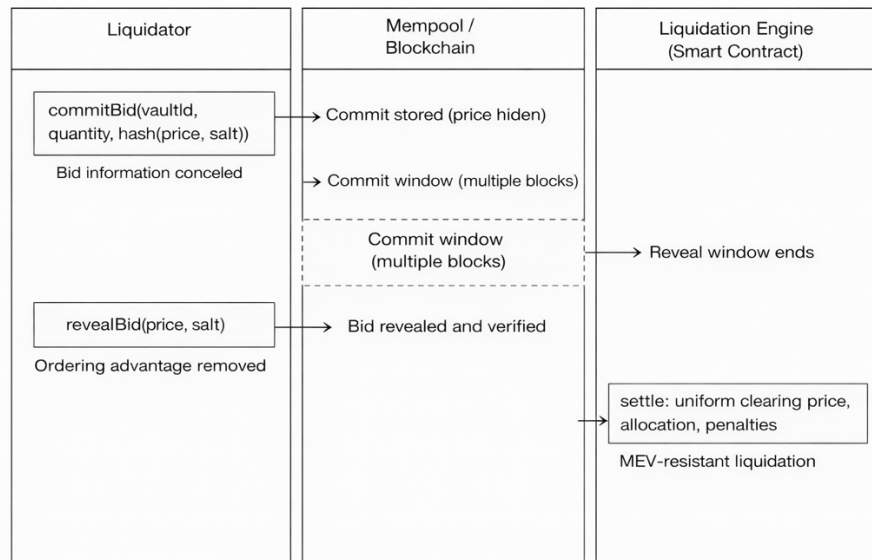 Liquidator
Mempool /
Blockchain
Liquidation Engine
(Smart Contract)
commitBid(vaultId,
quantity, hash(price, salt))
Commit stored (price hiden)
Bid information conceled
Commit window (multiple blocks)
Commit window
(multiple blocks)
Reveal window ends
revealBid(price, salt)
Bid revealed and verified
Ordering advantage removed
settle: uniform clearing price,
allocation, penalties
MEV-resistant liquidation